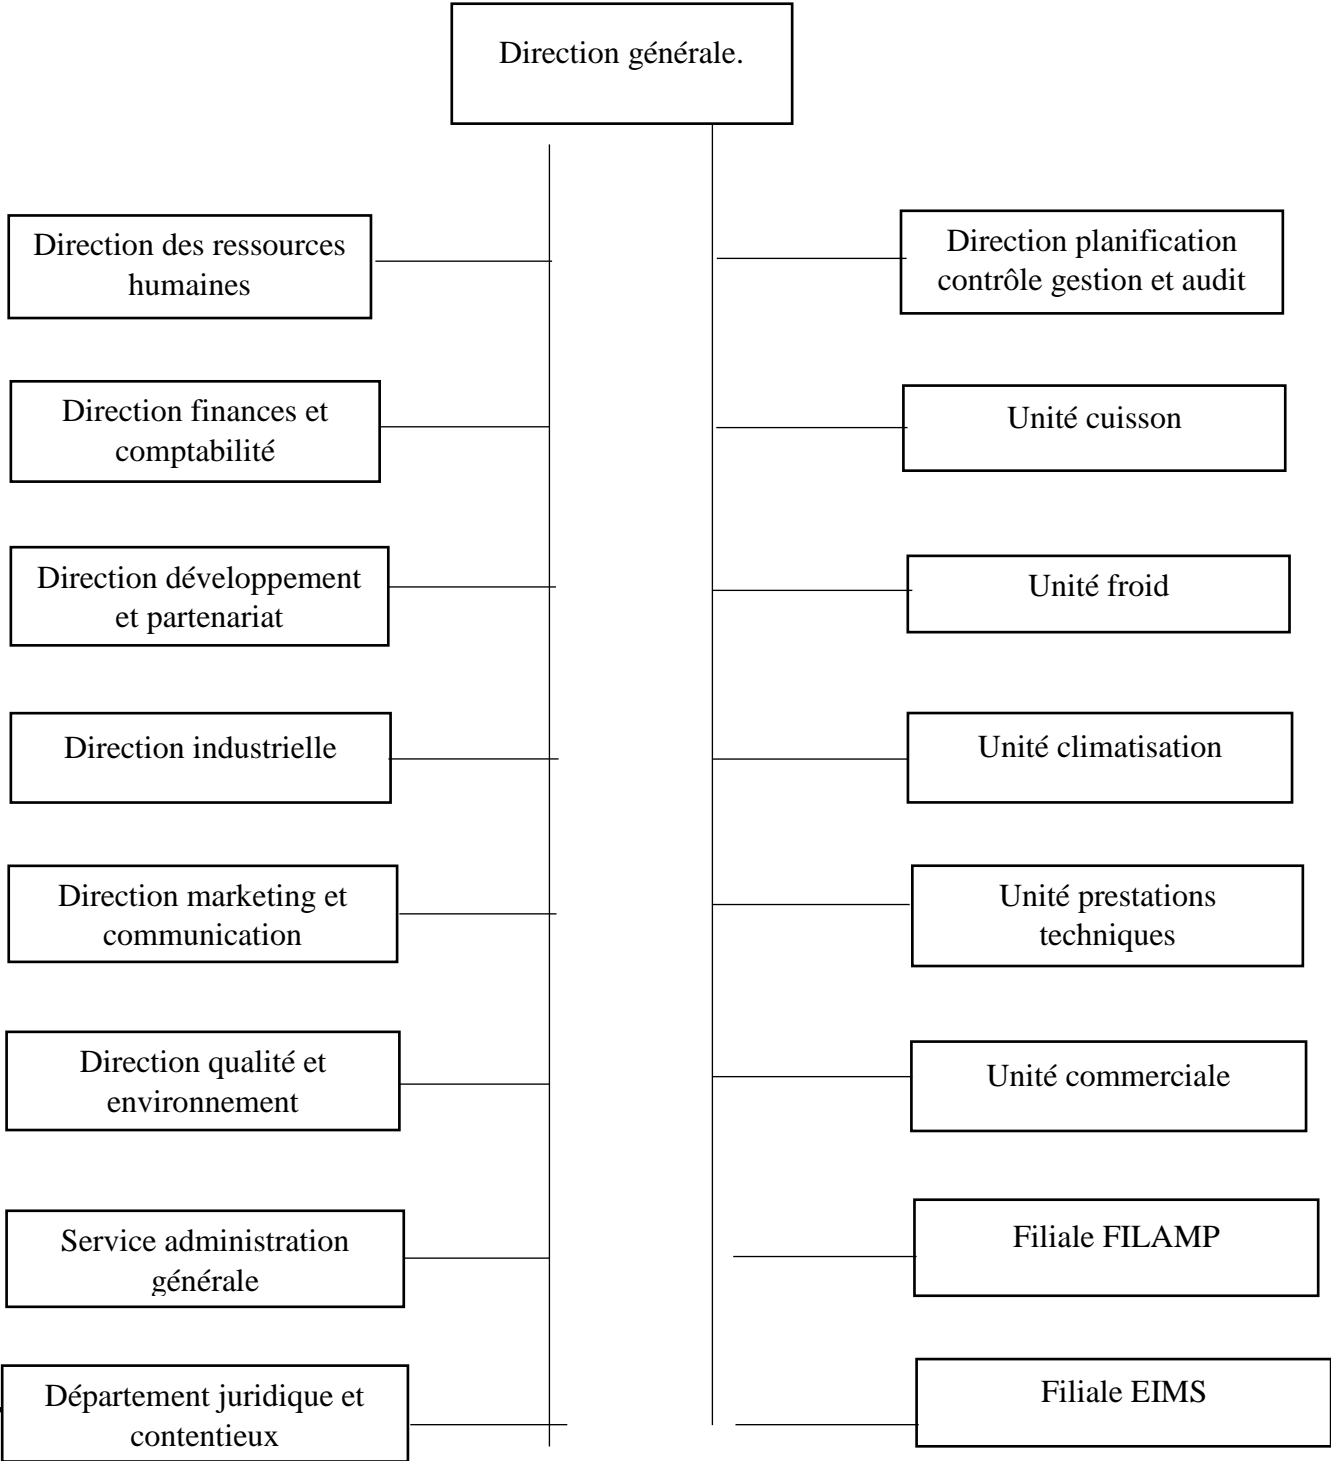 Direction générale.
Direction des ressources
humaines
Direction planification
contrôle gestion et audit
Direction finances et
comptabilité
Unité cuisson
Direction développement
et partenariat
Unité froid
Direction industrielle
Unité climatisation
Direction marketing et
communication
Unité prestations
techniques
Direction qualité et
environnement
Unité commerciale
Service administration
générale
Filiale FILAMP
Département juridique et
contentieux
Filiale EIMS